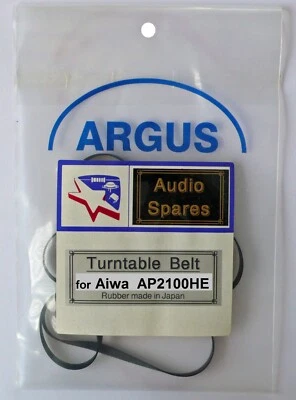 ARGUS
Audio
Spares
Turntable Belt
for Aiwa AP2100HE
Rubber made in Japan